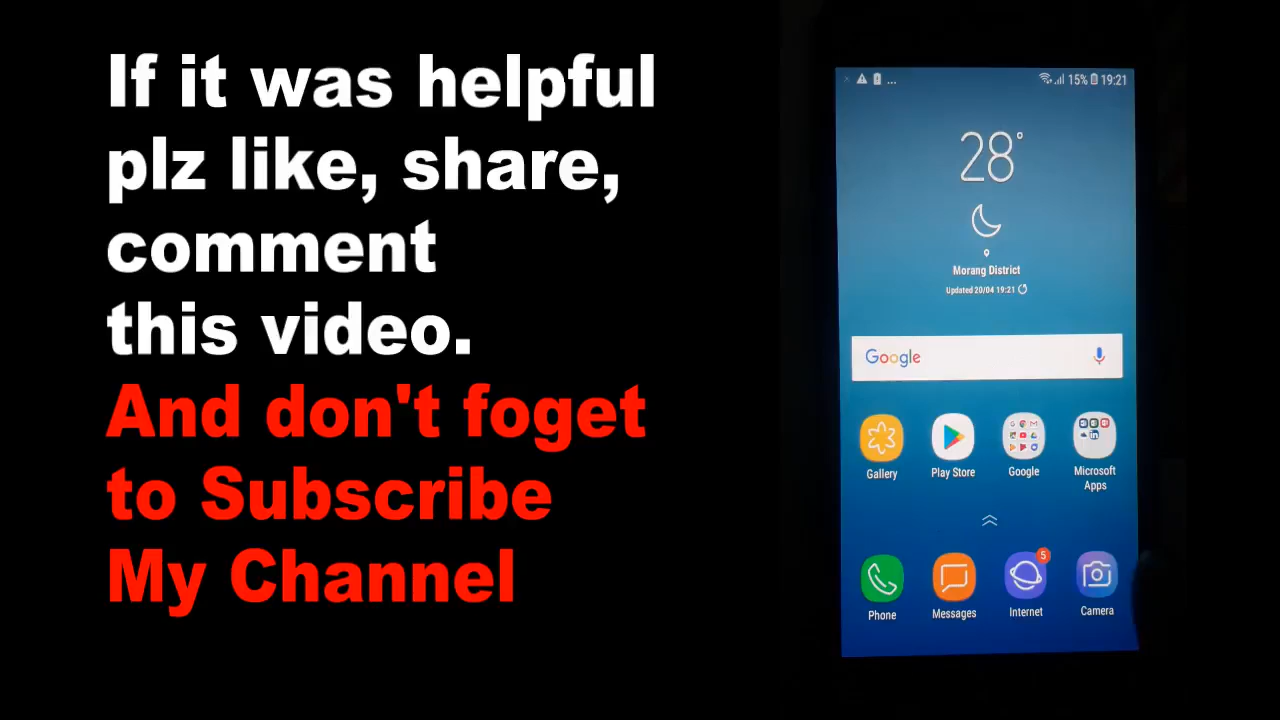 If it was helpful
plz like, share,
comment
this video.
And don't foget
to Subscribe
My Channel
... 15% 19:21
28°
Morang District
Updated 20/04 19:21
Google
Gallery
Play Store
Google
Microsoft
Apps
5
Phone
Messages
Internet
Camera